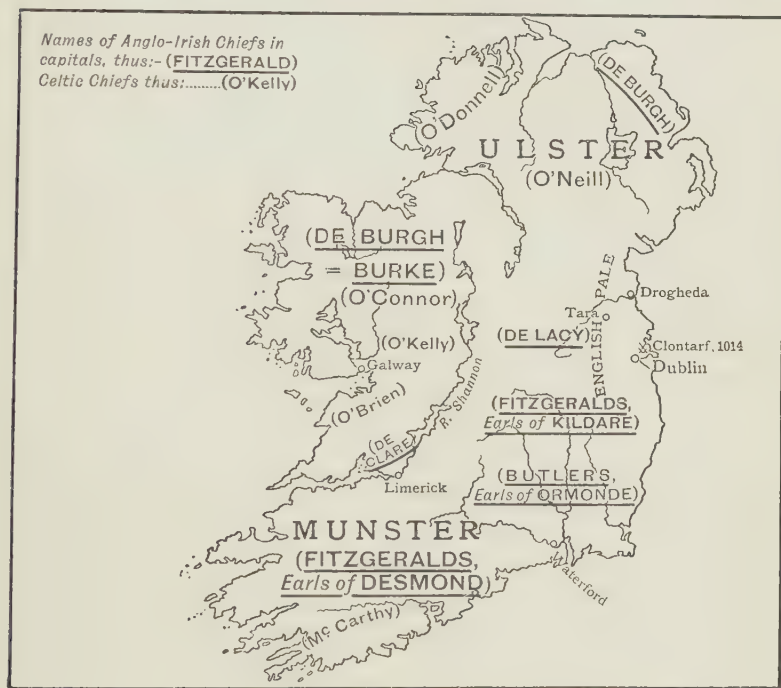 Names of Anglo-Irish Chiefs in
capitals, thus:- (FITZGERALD)
Celtic Chiefs thus:.........(O'Kelly)
(O'Donnell)
(DE BURGH)
ULSTER
(O'Neill)
(DE BURGH
= BURKE)
(O'Connor)
ENGLISH PALE
Drogheda
Tara
(O'Kelly)
(DE LACY)
Clontarf, 1014
Dublin
Galway
R. Shannon
(O'Brien)
(FITZGERALDS,
Earls of KILDARE)
(DE
CLARE)
(BUTLERS,
Earls of ORMONDE)
Limerick
MUNSTER
(FITZGERALDS,
Earls of DESMOND)
Waterford
(McCarthy)